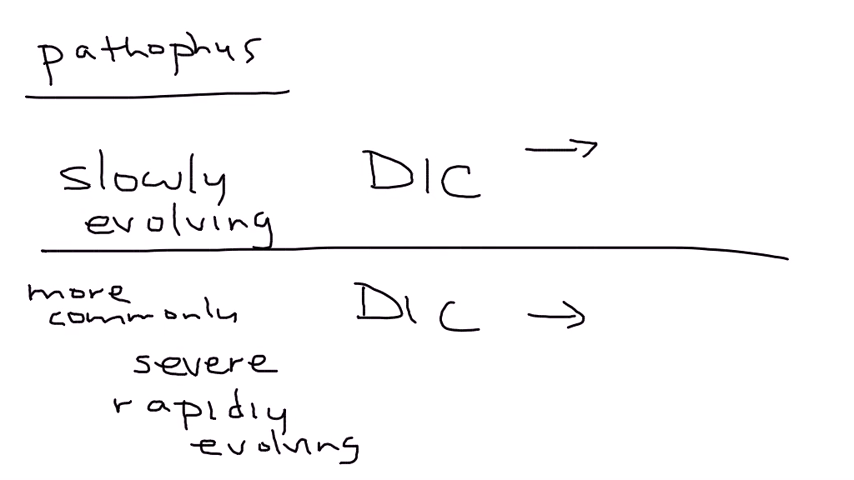 pathophys
slowly DIC →
evolving
more
commonly DIC →
severe
rapidly
evolving